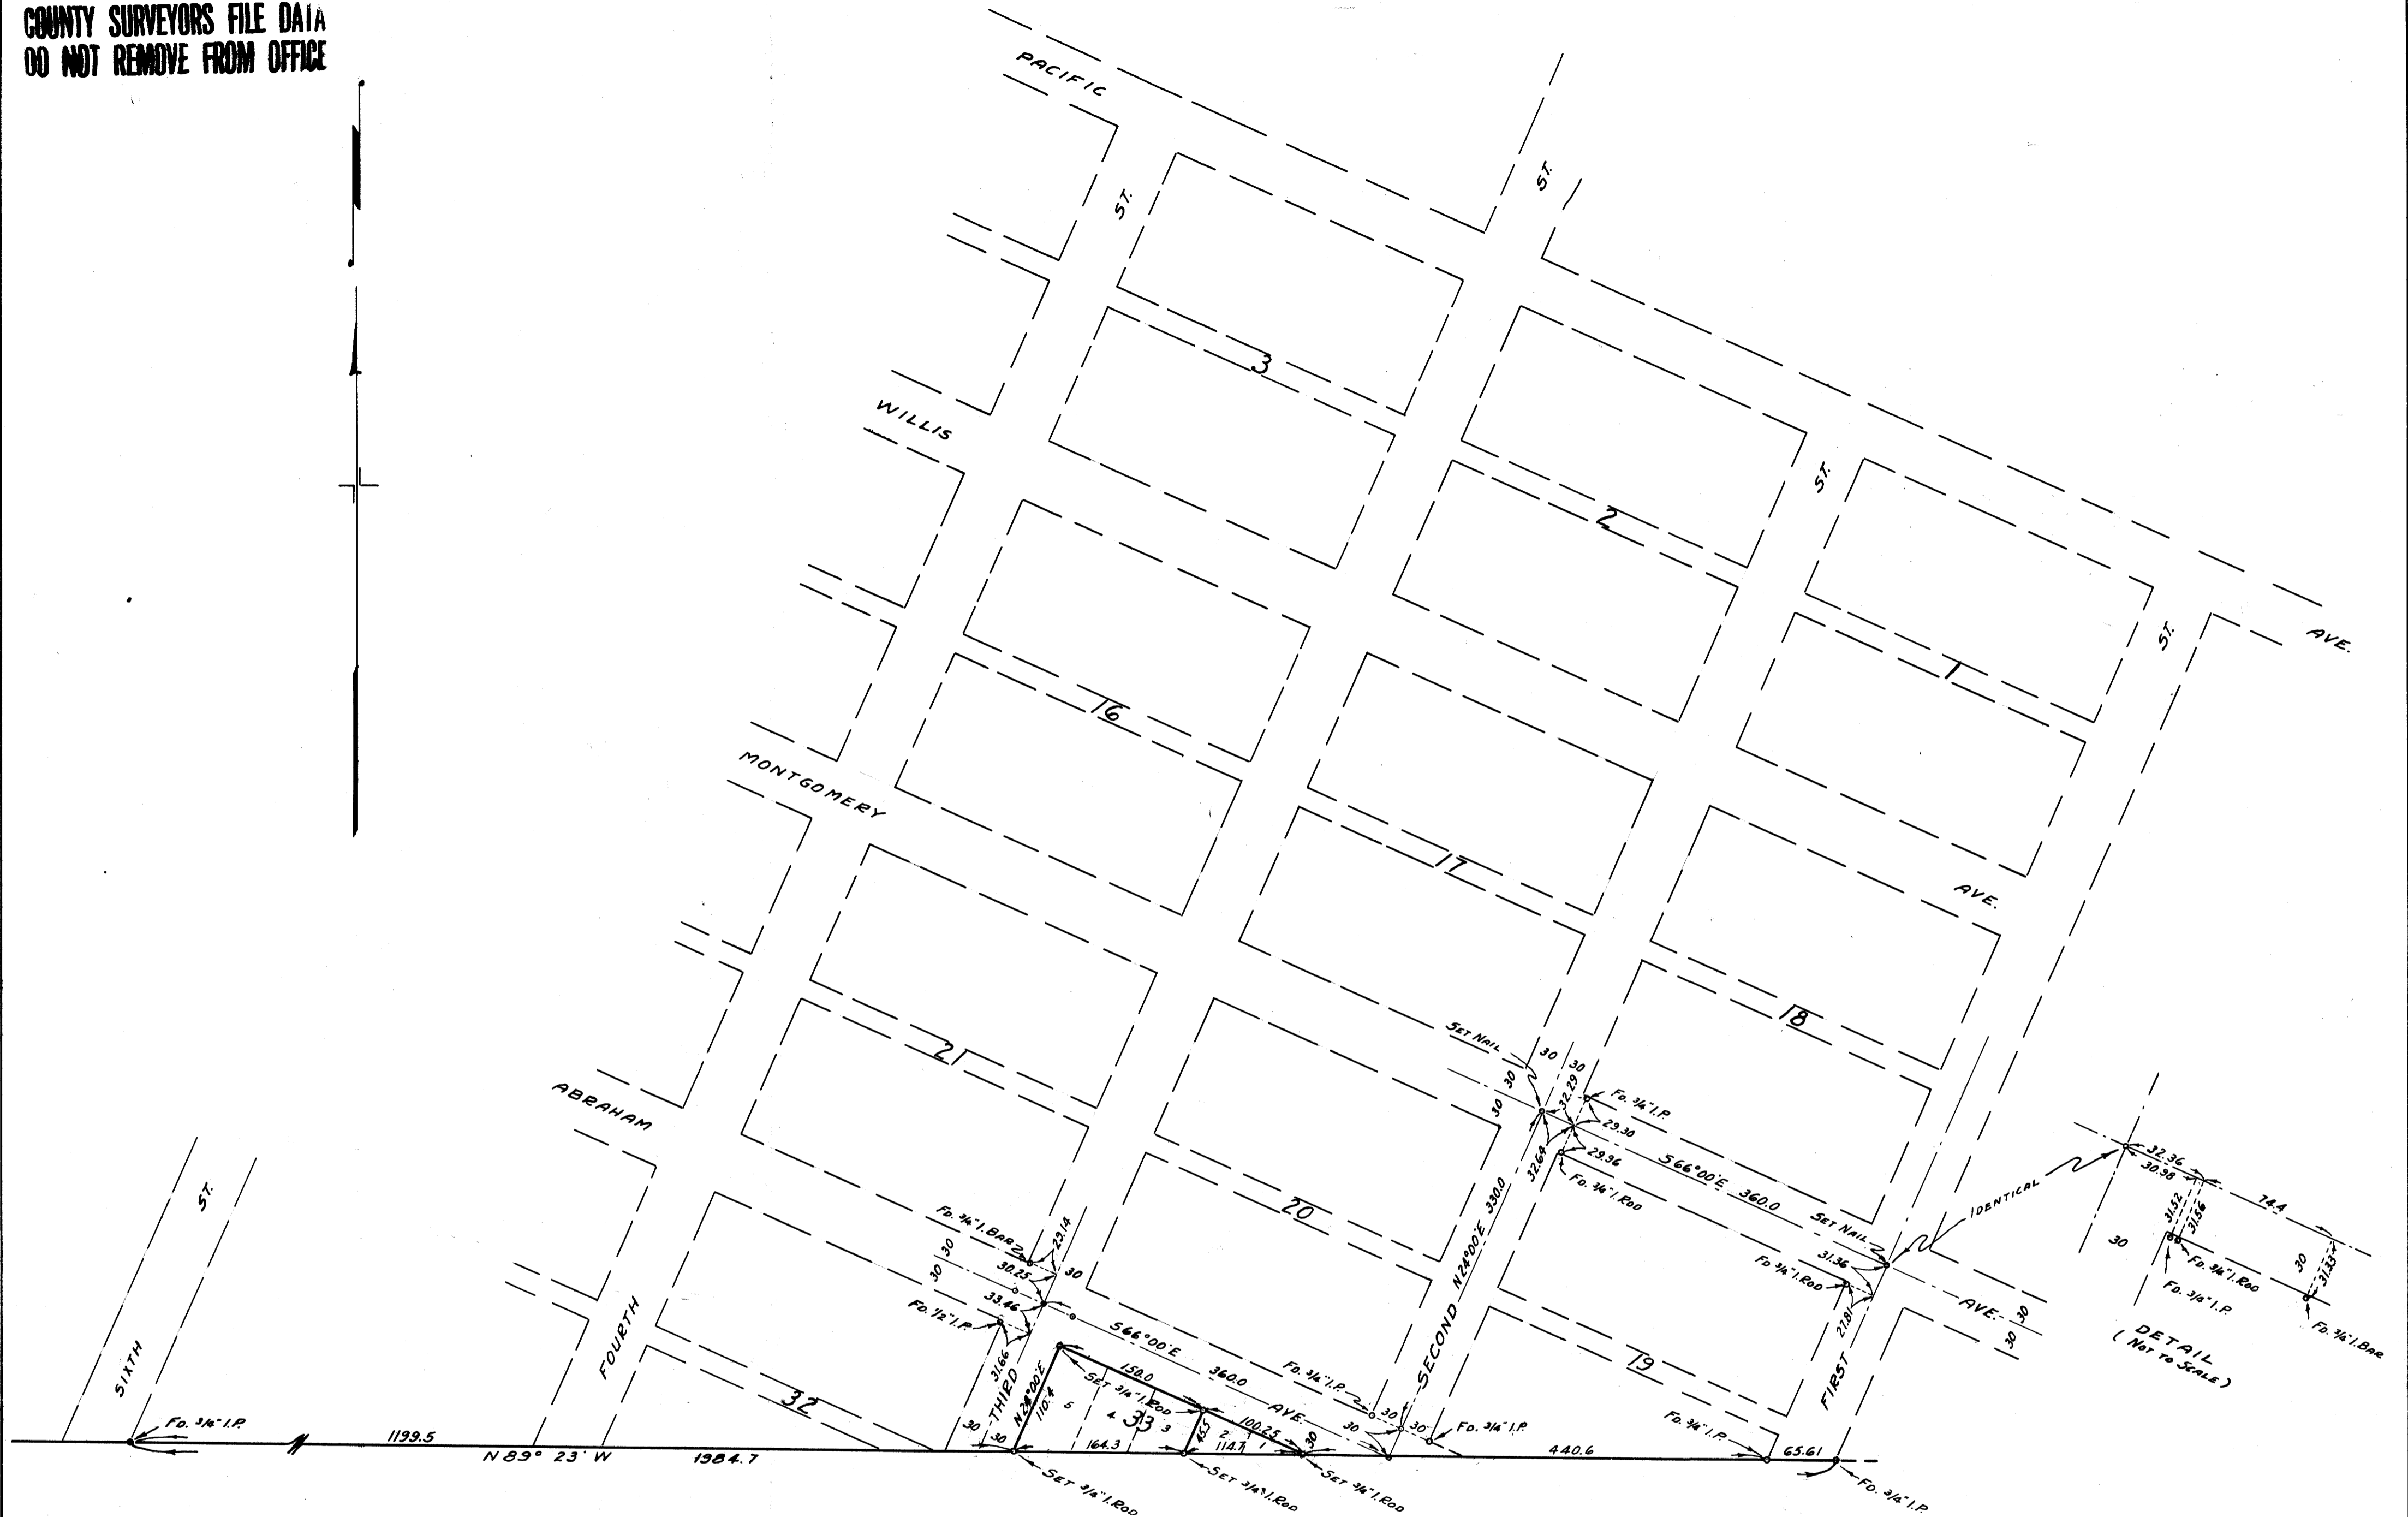 COUNTY SURVEYORS FILE DATA
DO NOT REMOVE FROM OFFICE
PACIFIC
ST.
ST.
3
WILLIS
2
ST.
1
ST.
AVE.
16
MONTGOMERY
17
AVE.
18
21
ABRAHAM
SET NAIL
30
30
30
30
32.29
FD. 3/4" I.P.
29.30
32.64
29.96
S66°00'E 360.0
FD. 3/4" I.ROD
SECOND N24°00'E 330.0
SET NAIL
IDENTICAL
31.36
FD 3/4" I.ROD
27.81
AVE.
30
30
FIRST
32.36
30.98
74.4
31.52
31.56
30
30
31.33
FD. 3/4" I.ROD
FD. 3/4" I.P.
FD. 3/4" I.BAR
DETAIL
(NOT TO SCALE)
20
FD. 3/4" I.BAR
29.14
30
30
30.25
30
33.46
FD. 1/2" I.P.
31.66
S66°00'E
360.0
AVE.
THIRD
30
30
N24°00'E
110.4
150.0
SET 3/4" I.ROD
5
4
33
3
45.5
2
1
100.25
30
164.3
114.7
FD. 3/4" I.P.
30
30
30
FD. 3/4" I.P.
19
FD. 3/4" I.P.
440.6
65.61
FD. 3/4" I.P.
ST.
SIXTH
FOURTH
32
FD. 3/4" I.P.
1199.5
N 89° 23' W
1984.7
SET 3/4" I.ROD
SET 3/4" I.ROD
SET 3/4" I.ROD